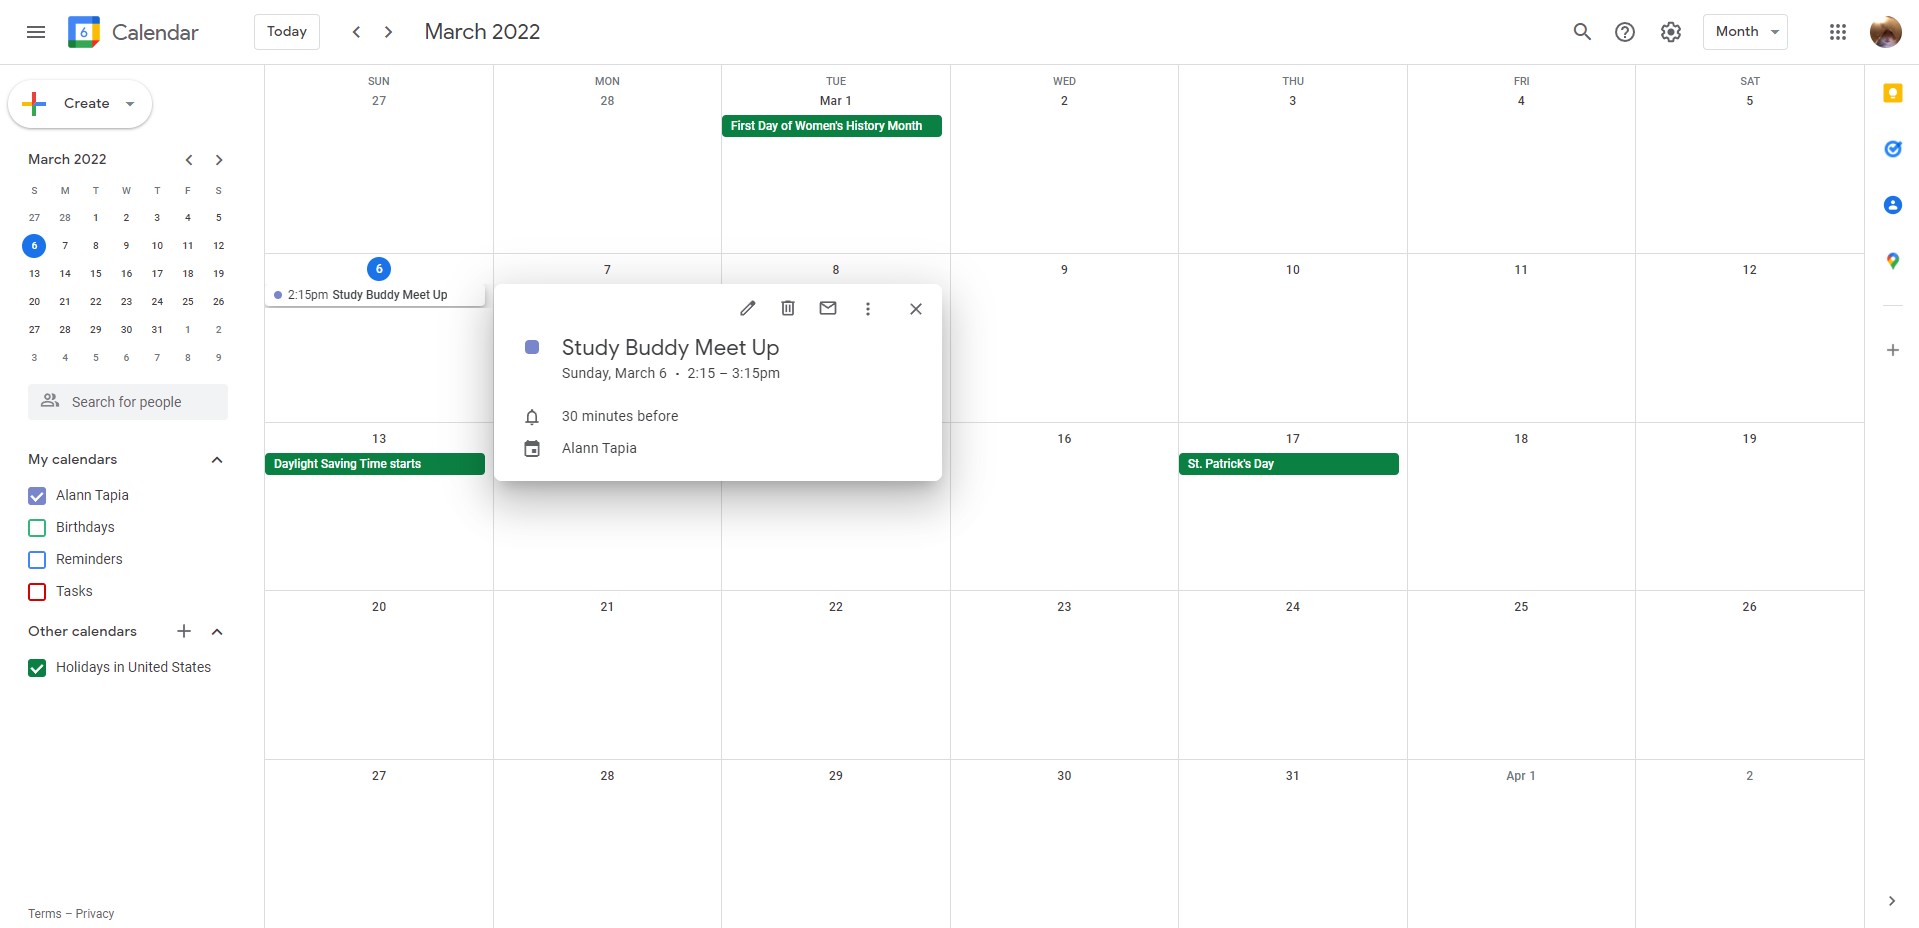 6 Calendar Today March 2022 Month
Create
March 2022
S M T W T F S
27 28 1 2 3 4 5
6 7 8 9 10 11 12
13 14 15 16 17 18 19
20 21 22 23 24 25 26
27 28 29 30 31 1 2
3 4 5 6 7 8 9
Search for people
My calendars
Alann Tapia
Birthdays
Reminders
Tasks
Other calendars
Holidays in United States
Terms – Privacy
SUN MON TUE WED THU FRI SAT
27 28 Mar 1 2 3 4 5
First Day of Women's History Month
6 7 8 9 10 11 12
2:15pm Study Buddy Meet Up
Study Buddy Meet Up
Sunday, March 6 • 2:15 – 3:15pm
30 minutes before
Alann Tapia
13 16 17 18 19
Daylight Saving Time starts St. Patrick's Day
20 21 22 23 24 25 26
27 28 29 30 31 Apr 1 2